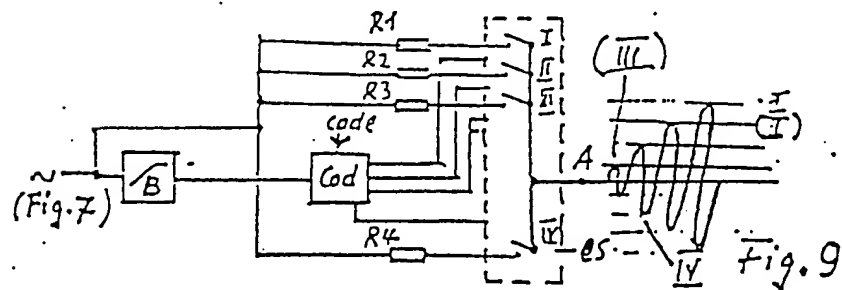 R1
I
R2
II
(III)
R3
III
I
code
(I)
~
B
Cod
A
(Fig.7)
R4
IV
es
IV
Fig. 9